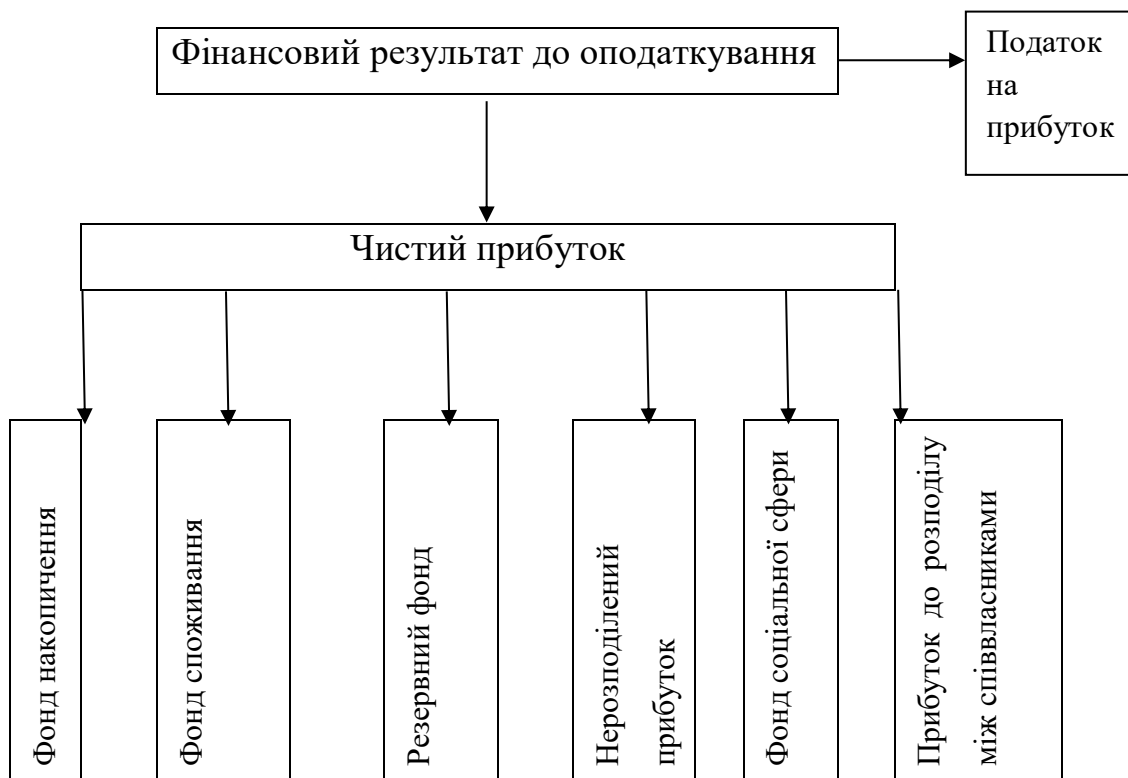 Фінансовий результат до оподаткування
Податок
на
прибуток
Чистий прибуток
Фонд накопичення
Фонд споживання
Резервний фонд
Нерозподілений
прибуток
Фонд соціальної сфери
Прибуток до розподілу
між співвласниками